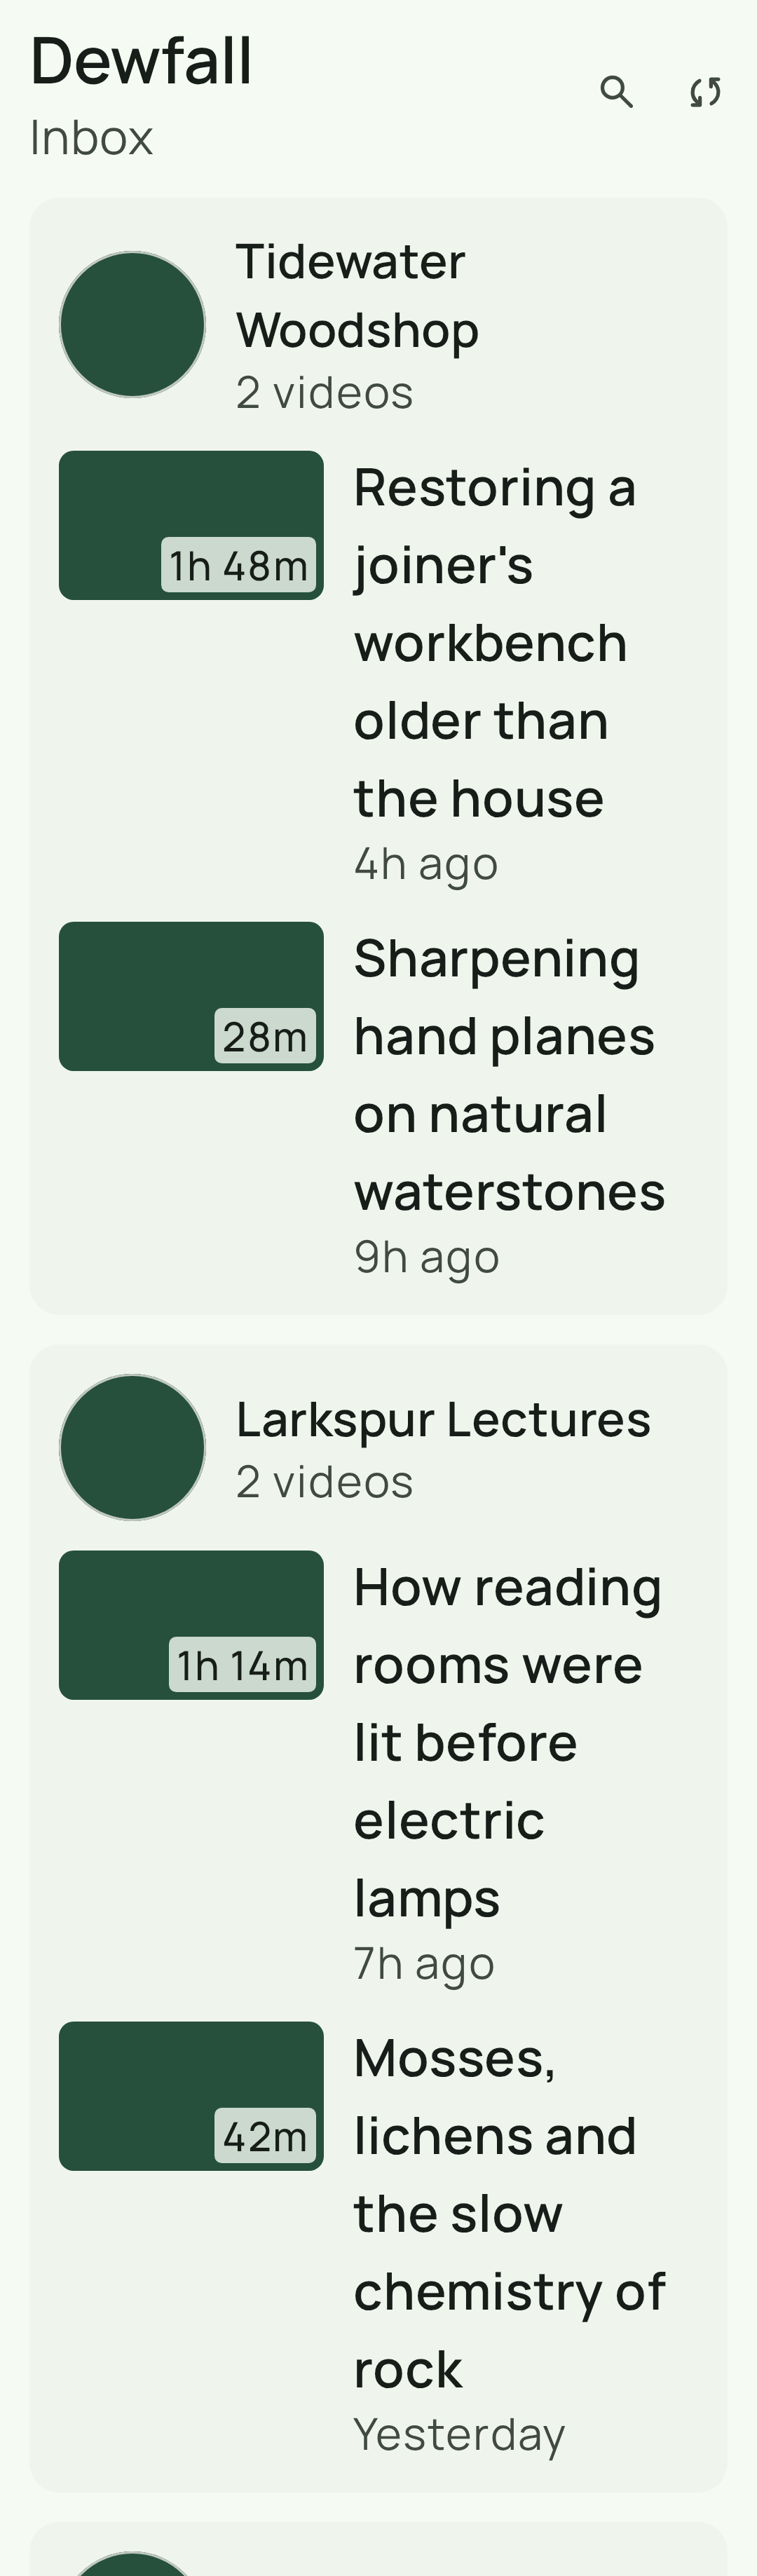 Dewfall
Inbox
Tidewater
Woodshop
2 videos
1h 48m
Restoring a
joiner's
workbench
older than
the house
4h ago
28m
Sharpening
hand planes
on natural
waterstones
9h ago
Larkspur Lectures
2 videos
1h 14m
How reading
rooms were
lit before
electric
lamps
7h ago
42m
Mosses,
lichens and
the slow
chemistry of
rock
Yesterday